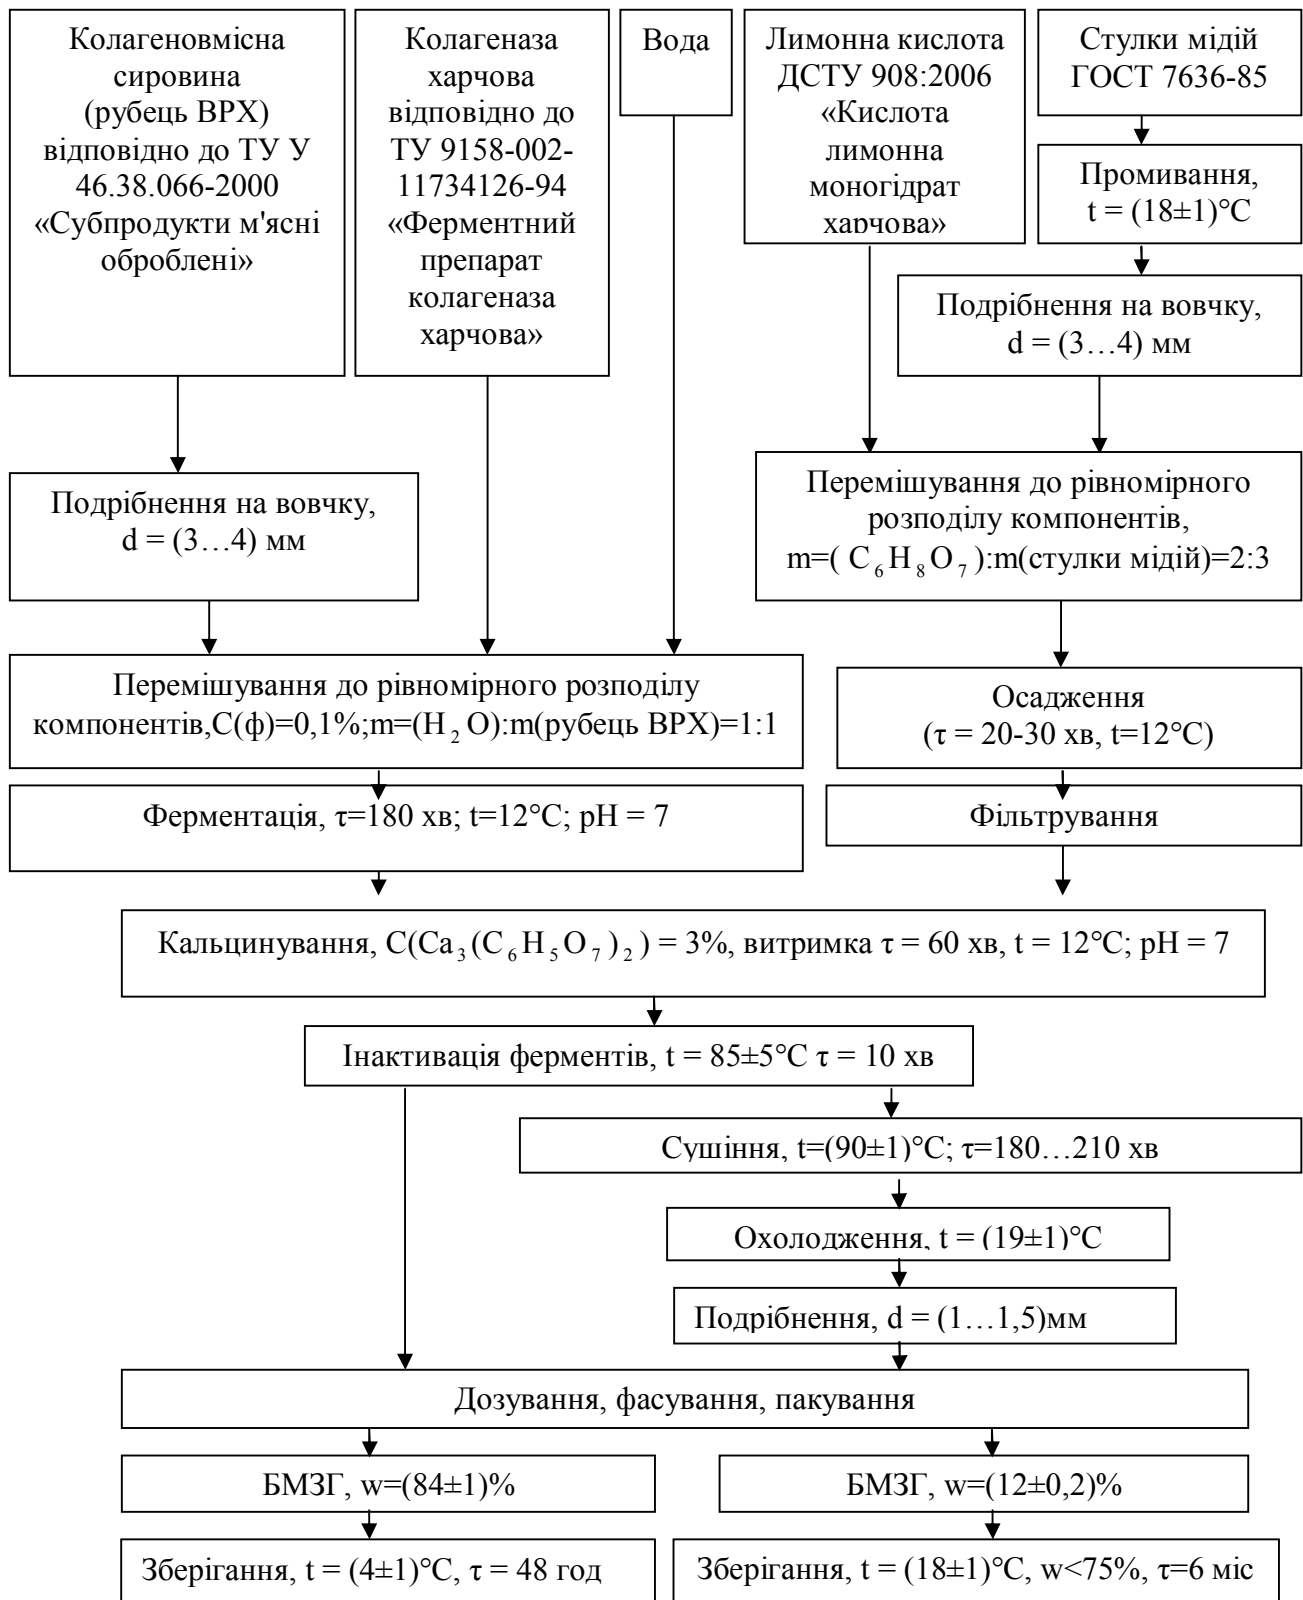 Колагеновмісна
сировина
(рубець ВРХ)
відповідно до ТУ У
46.38.066-2000
«Субпродукти м'ясні
оброблені»
Колагеназа
харчова
відповідно до
ТУ 9158-002-
11734126-94
«Ферментний
препарат
колагеназа
харчова»
Вода
Лимонна кислота
ДСТУ 908:2006
«Кислота
лимонна
моногідрат
харчова»
Стулки мідій
ГОСТ 7636-85
Промивання,
t = (18±1)°С
Подрібнення на вовчку,
d = (3…4) мм
Подрібнення на вовчку,
d = (3…4) мм
Перемішування до рівномірного
розподілу компонентів,
m=( C₆H₈O₇):m(стулки мідій)=2:3
Перемішування до рівномірного розподілу
компонентів,С(ф)=0,1%;m=(H₂O):m(рубець ВРХ)=1:1
Осадження
(τ = 20-30 хв, t=12°С)
Ферментація, τ=180 хв; t=12°С; рН = 7
Фільтрування
Кальцинування, С(Ca₃(C₆H₅O₇)₂) = 3%, витримка τ = 60 хв, t = 12°С; рН = 7
Інактивація ферментів, t = 85±5°С τ = 10 хв
Сушіння, t=(90±1)°С; τ=180…210 хв
Охолодження, t = (19±1)°С
Подрібнення, d = (1…1,5)мм
Дозування, фасування, пакування
БМЗГ, w=(84±1)%
БМЗГ, w=(12±0,2)%
Зберігання, t = (4±1)°С, τ = 48 год
Зберігання, t = (18±1)°С, w<75%, τ=6 міс